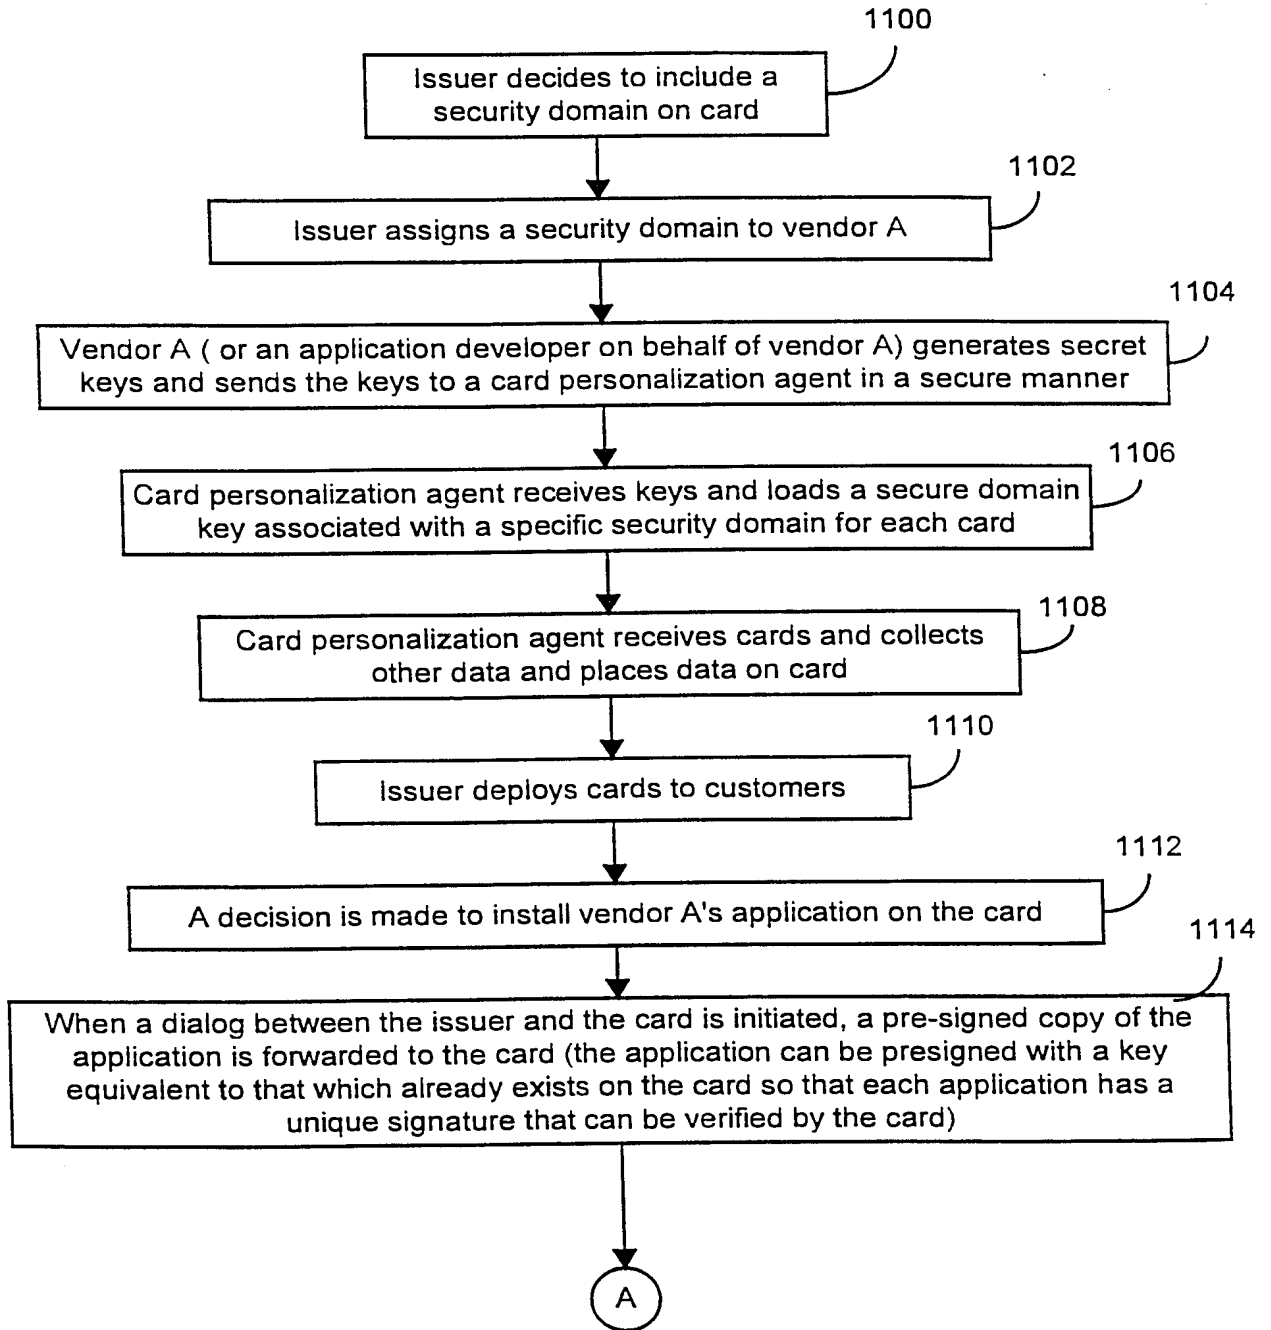 1100
Issuer decides to include a
security domain on card
1102
Issuer assigns a security domain to vendor A
1104
Vendor A ( or an application developer on behalf of vendor A) generates secret
keys and sends the keys to a card personalization agent in a secure manner
1106
Card personalization agent receives keys and loads a secure domain
key associated with a specific security domain for each card
1108
Card personalization agent receives cards and collects
other data and places data on card
1110
Issuer deploys cards to customers
1112
A decision is made to install vendor A's application on the card
1114
When a dialog between the issuer and the card is initiated, a pre-signed copy of the
application is forwarded to the card (the application can be presigned with a key
equivalent to that which already exists on the card so that each application has a
unique signature that can be verified by the card)
A